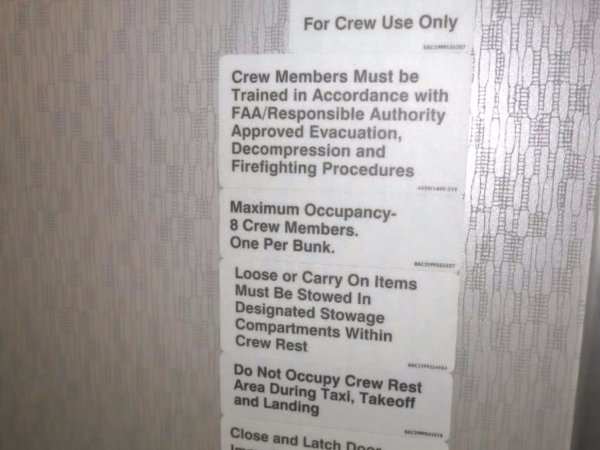 For Crew Use Only
Crew Members Must be
Trained in Accordance with
FAA/Responsible Authority
Approved Evacuation,
Decompression and
Firefighting Procedures
Maximum Occupancy-
8 Crew Members.
One Per Bunk.
Loose or Carry On Items
Must Be Stowed In
Designated Stowage
Compartments Within
Crew Rest
Do Not Occupy Crew Rest
Area During Taxi, Takeoff
and Landing
Close and Latch Door